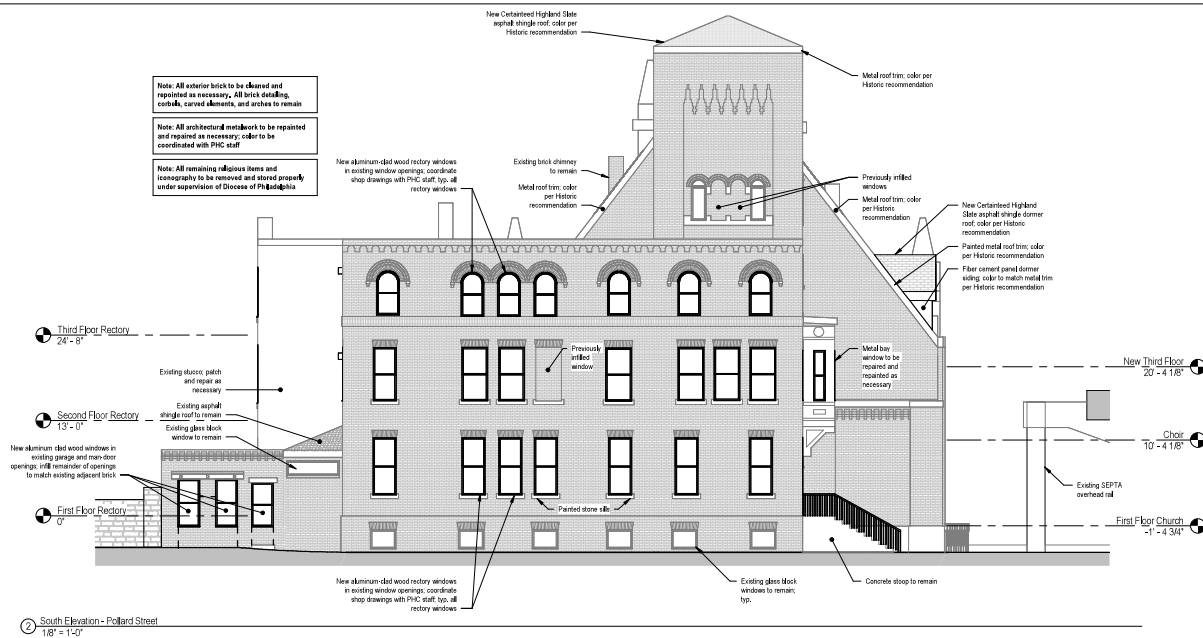 New Certainteed Highland Slate
asphalt shingle roof; color per
Historic recommendation
Metal roof trim; color per
Historic recommendation
Note: All exterior brick to be cleaned and
repointed as necessary. All brick detailing,
corbels, carved elements, and arches to remain
Note: All architectural metalwork to be repainted
and repaired as necessary; color to be
coordinated with PHC staff
Note: All remaining religious items and
iconography to be removed and stored properly
under supervision of Diocese of Philadelphia
New aluminum-clad wood rectory windows
in existing window openings; coordinate
shop drawings with PHC staff; typ. all
rectory windows
Existing brick chimney
to remain
Metal roof trim; color
per Historic
recommendation
Previously infilled
windows
Metal roof trim; color
per Historic
recommendation
New Certainteed Highland
Slate asphalt shingle dormer
roof; color per Historic
recommendation
Painted metal roof trim; color
per Historic recommendation
Fiber cement panel dormer
siding; color to match metal trim
per Historic recommendation
Third Floor Rectory
24' - 8"
Previously
infilled
window
Metal bay
window to be
repaired and
repainted as
necessary
New Third Floor
20' - 4 1/8"
Existing stucco; patch
and repair as
necessary
Existing asphalt
shingle roof to remain
Second Floor Rectory
13' - 0"
Existing glass block
window to remain
Choir
10' - 4 1/8"
New aluminum clad wood windows in
existing garage and man-door
openings; infill remainder of openings
to match existing adjacent brick
Existing SEPTA
overhead rail
First Floor Rectory
0"
Painted stone sills
First Floor Church
-1' - 4 3/4"
New aluminum-clad wood rectory windows
in existing window openings; coordinate
shop drawings with PHC staff; typ. all
rectory windows
Existing glass block
windows to remain;
typ.
Concrete stoop to remain
2
South Elevation - Pollard Street
1/8" = 1'-0"